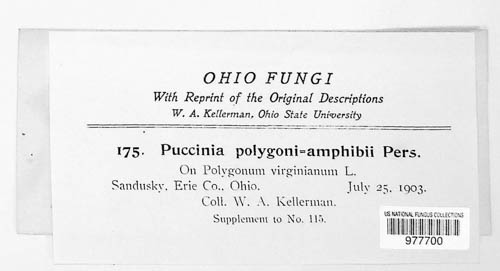 OHIO FUNGI
With Reprint of the Original Descriptions
W. A. Kellerman, Ohio State University
175. Puccinia polygoni=amphibii Pers.
On Polygonum virginianum L.
Sandusky, Erie Co., Ohio. July 25, 1903.
Coll. W. A. Kellerman.
Supplement to No. 115.
US NATIONAL FUNGUS COLLECTIONS
977700